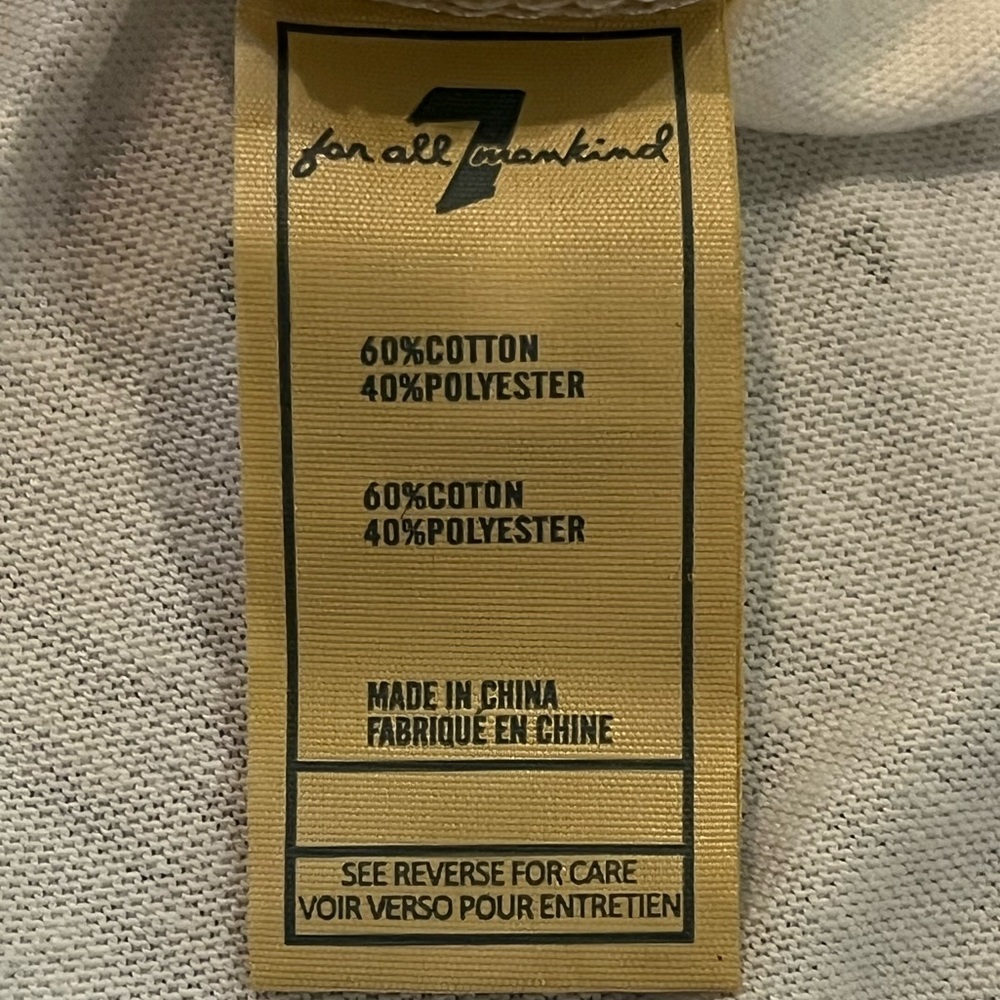 7
for all mankind
60%COTTON
40%POLYESTER
60%COTON
40%POLYESTER
MADE IN CHINA
FABRIQUÉ EN CHINE
SEE REVERSE FOR CARE
VOIR VERSO POUR ENTRETIEN